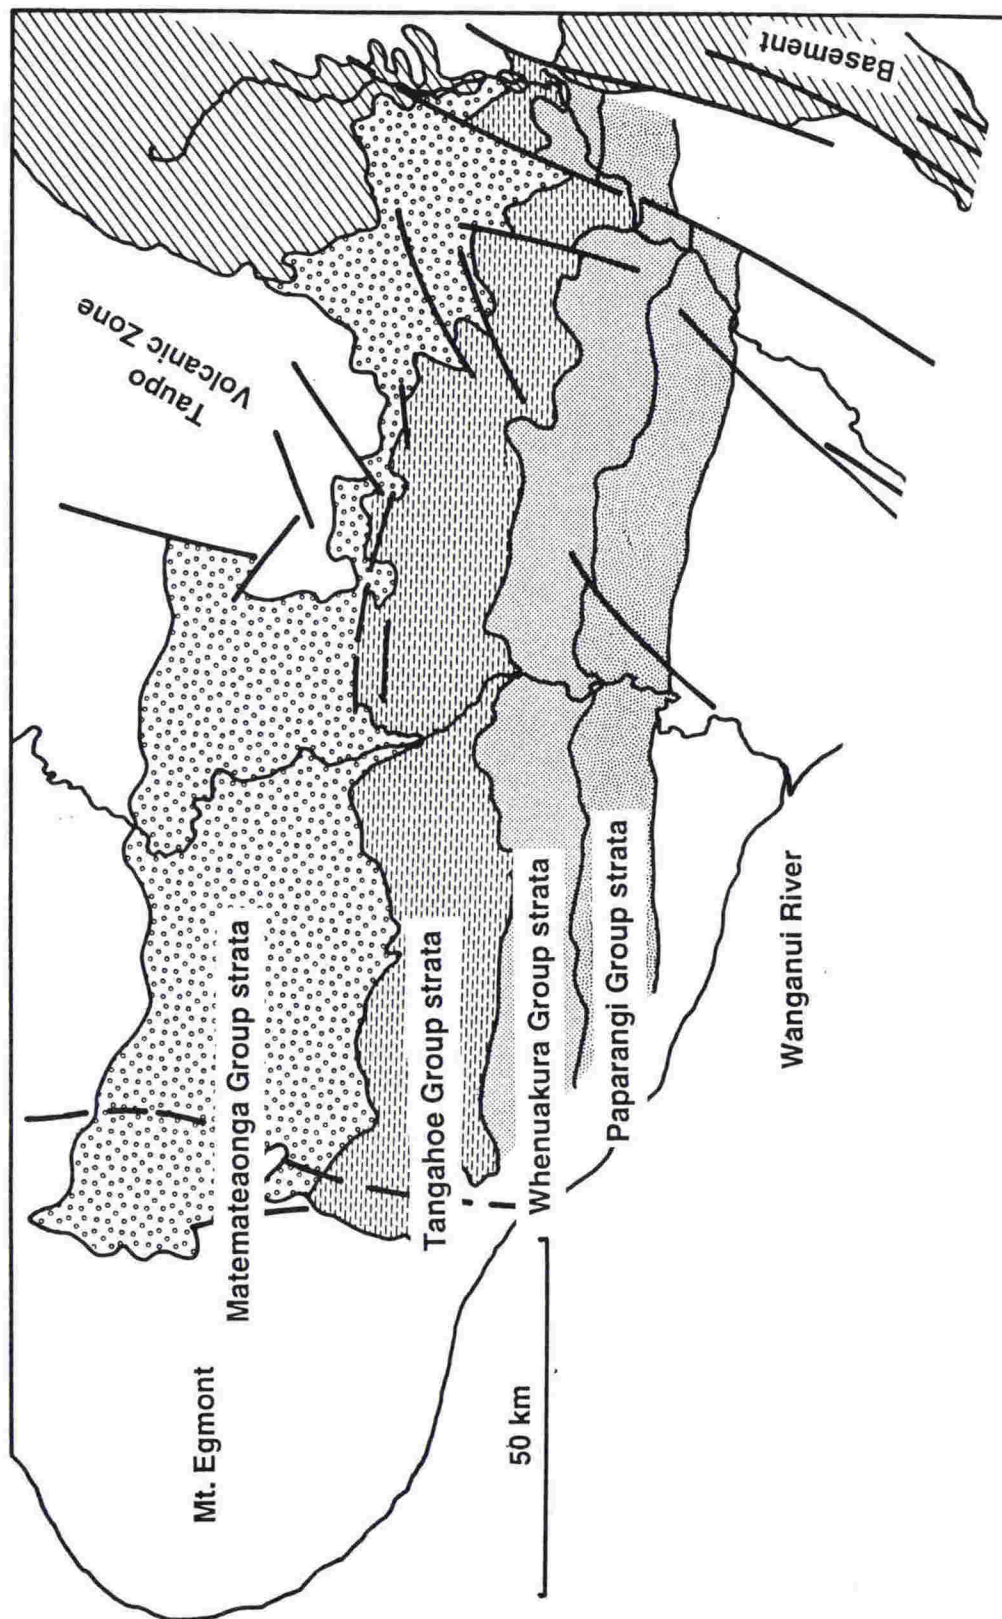 Basement
Taupo
Volcanic Zone
Matemateaonga Group strata
Tangahoe Group strata
Whenuakura Group strata
Paparangi Group strata
Mt. Egmont
50 km
Wanganui River